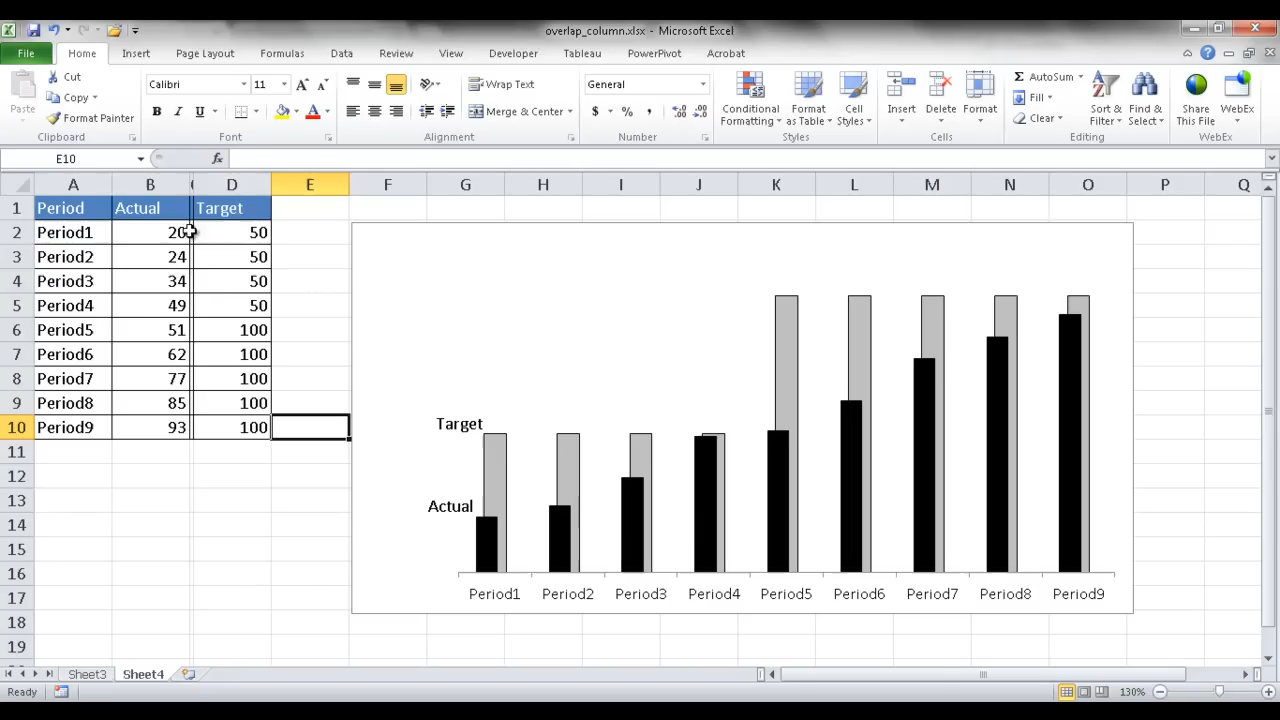 overlap_column.xlsx - Microsoft Excel
File Home Insert Page Layout Formulas Data Review View Developer Tableau PowerPivot Acrobat
Paste
Cut
Copy
Format Painter
Clipboard
Calibri 11
B I U
Font
Wrap Text
Merge & Center
Alignment
General
$ % ,
Number
Conditional Formatting
Format as Table
Cell Styles
Styles
Insert
Delete
Format
Cells
AutoSum
Fill
Clear
Sort & Filter
Find & Select
Editing
Share This File
WebEx
WebEx
E10 fx
A B D E F G H I J K L M N O P Q
1 Period Actual Target
2 Period1 20 50
3 Period2 24 50
4 Period3 34 50
5 Period4 49 50
6 Period5 51 100
7 Period6 62 100
8 Period7 77 100
9 Period8 85 100
10 Period9 93 100
11
12
13
14
15
16
17
18
19
Target
Actual
Period1 Period2 Period3 Period4 Period5 Period6 Period7 Period8 Period9
Sheet3 Sheet4
Ready 130%